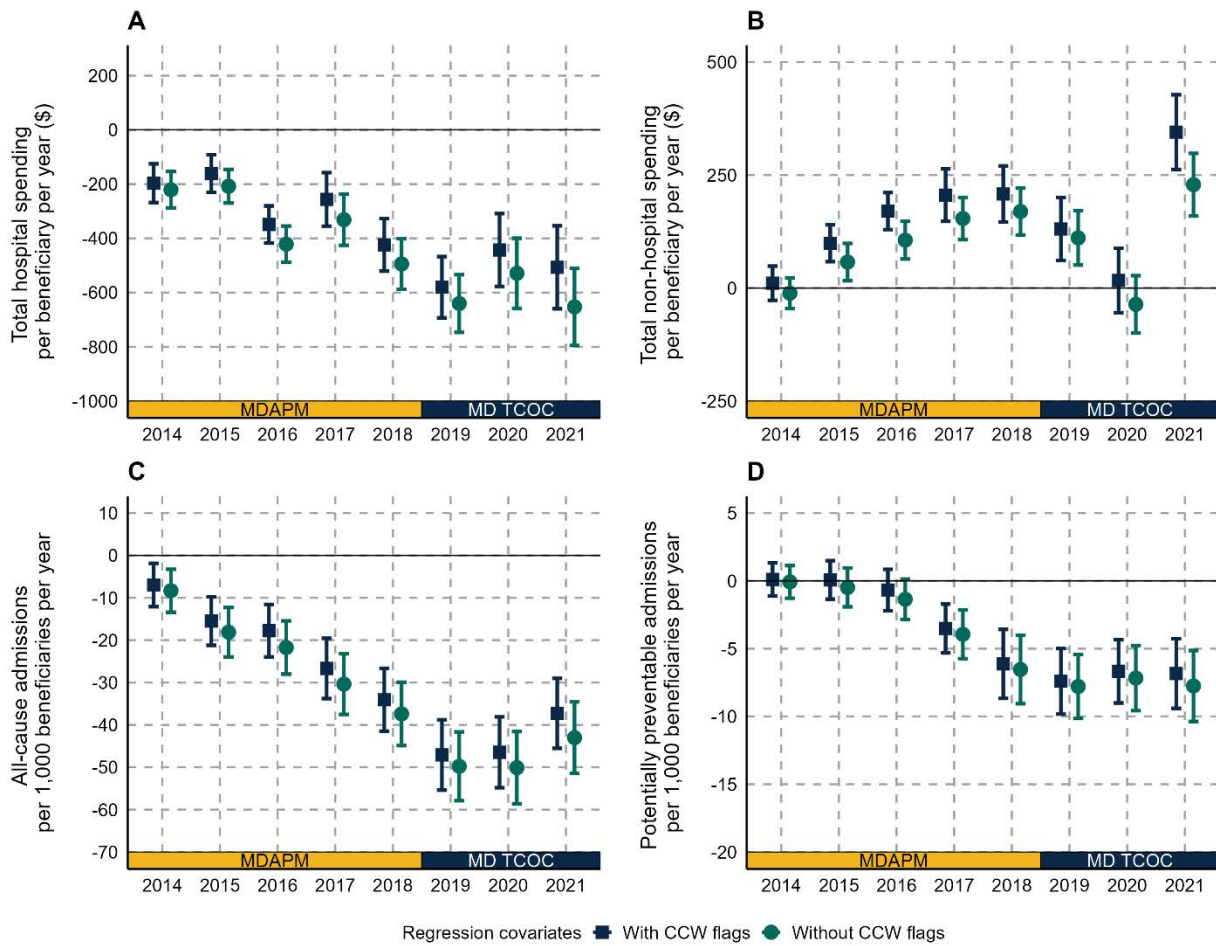 A
Total hospital spending
per beneficiary per year ($)
200
0
-200
-400
-600
-800
-1000
MDAPM
MD TCOC
2014 2015 2016 2017 2018 2019 2020 2021
B
Total non-hospital spending
per beneficiary per year ($)
500
250
0
-250
MDAPM
MD TCOC
2014 2015 2016 2017 2018 2019 2020 2021
C
All-cause admissions
per 1,000 beneficiaries per year
10
0
-10
-20
-30
-40
-50
-60
-70
MDAPM
MD TCOC
2014 2015 2016 2017 2018 2019 2020 2021
D
Potentially preventable admissions
per 1,000 beneficiaries per year
5
0
-5
-10
-15
-20
MDAPM
MD TCOC
2014 2015 2016 2017 2018 2019 2020 2021
Regression covariates With CCW flags Without CCW flags